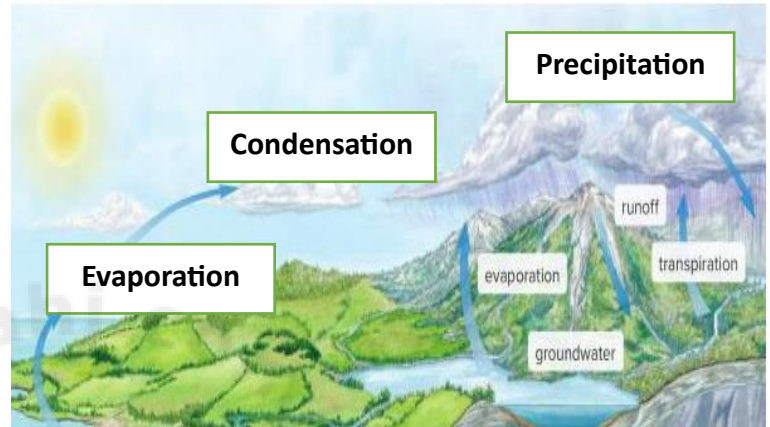 Precipitation
Condensation
runoff
Evaporation
evaporation
transpiration
groundwater